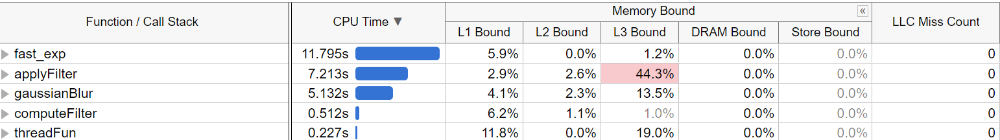 Function / Call Stack CPU Time ▼ Memory Bound « LLC Miss Count
L1 Bound L2 Bound L3 Bound DRAM Bound Store Bound
fast_exp 11.795s 5.9% 0.0% 1.2% 0.0% 0.0% 0
applyFilter 7.213s 2.9% 2.6% 44.3% 0.0% 0.0% 0
gaussianBlur 5.132s 4.1% 2.3% 13.5% 0.0% 0.0% 0
computeFilter 0.512s 6.2% 1.1% 1.0% 0.0% 0.0% 0
threadFun 0.227s 11.8% 0.0% 19.0% 0.0% 0.0% 0